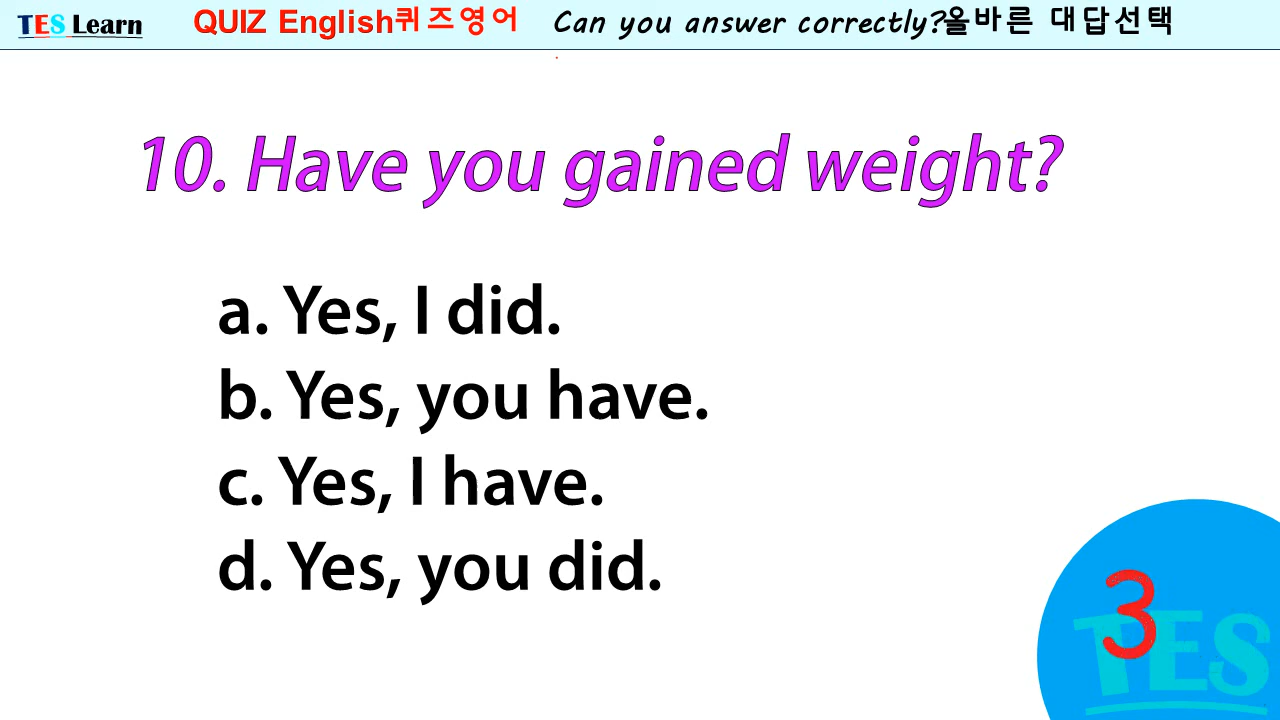 TES Learn QUIZ English퀴즈영어 Can you answer correctly?올바른 대답선택
10. Have you gained weight?
a. Yes, I did.
b. Yes, you have.
c. Yes, I have.
d. Yes, you did.
3
TES